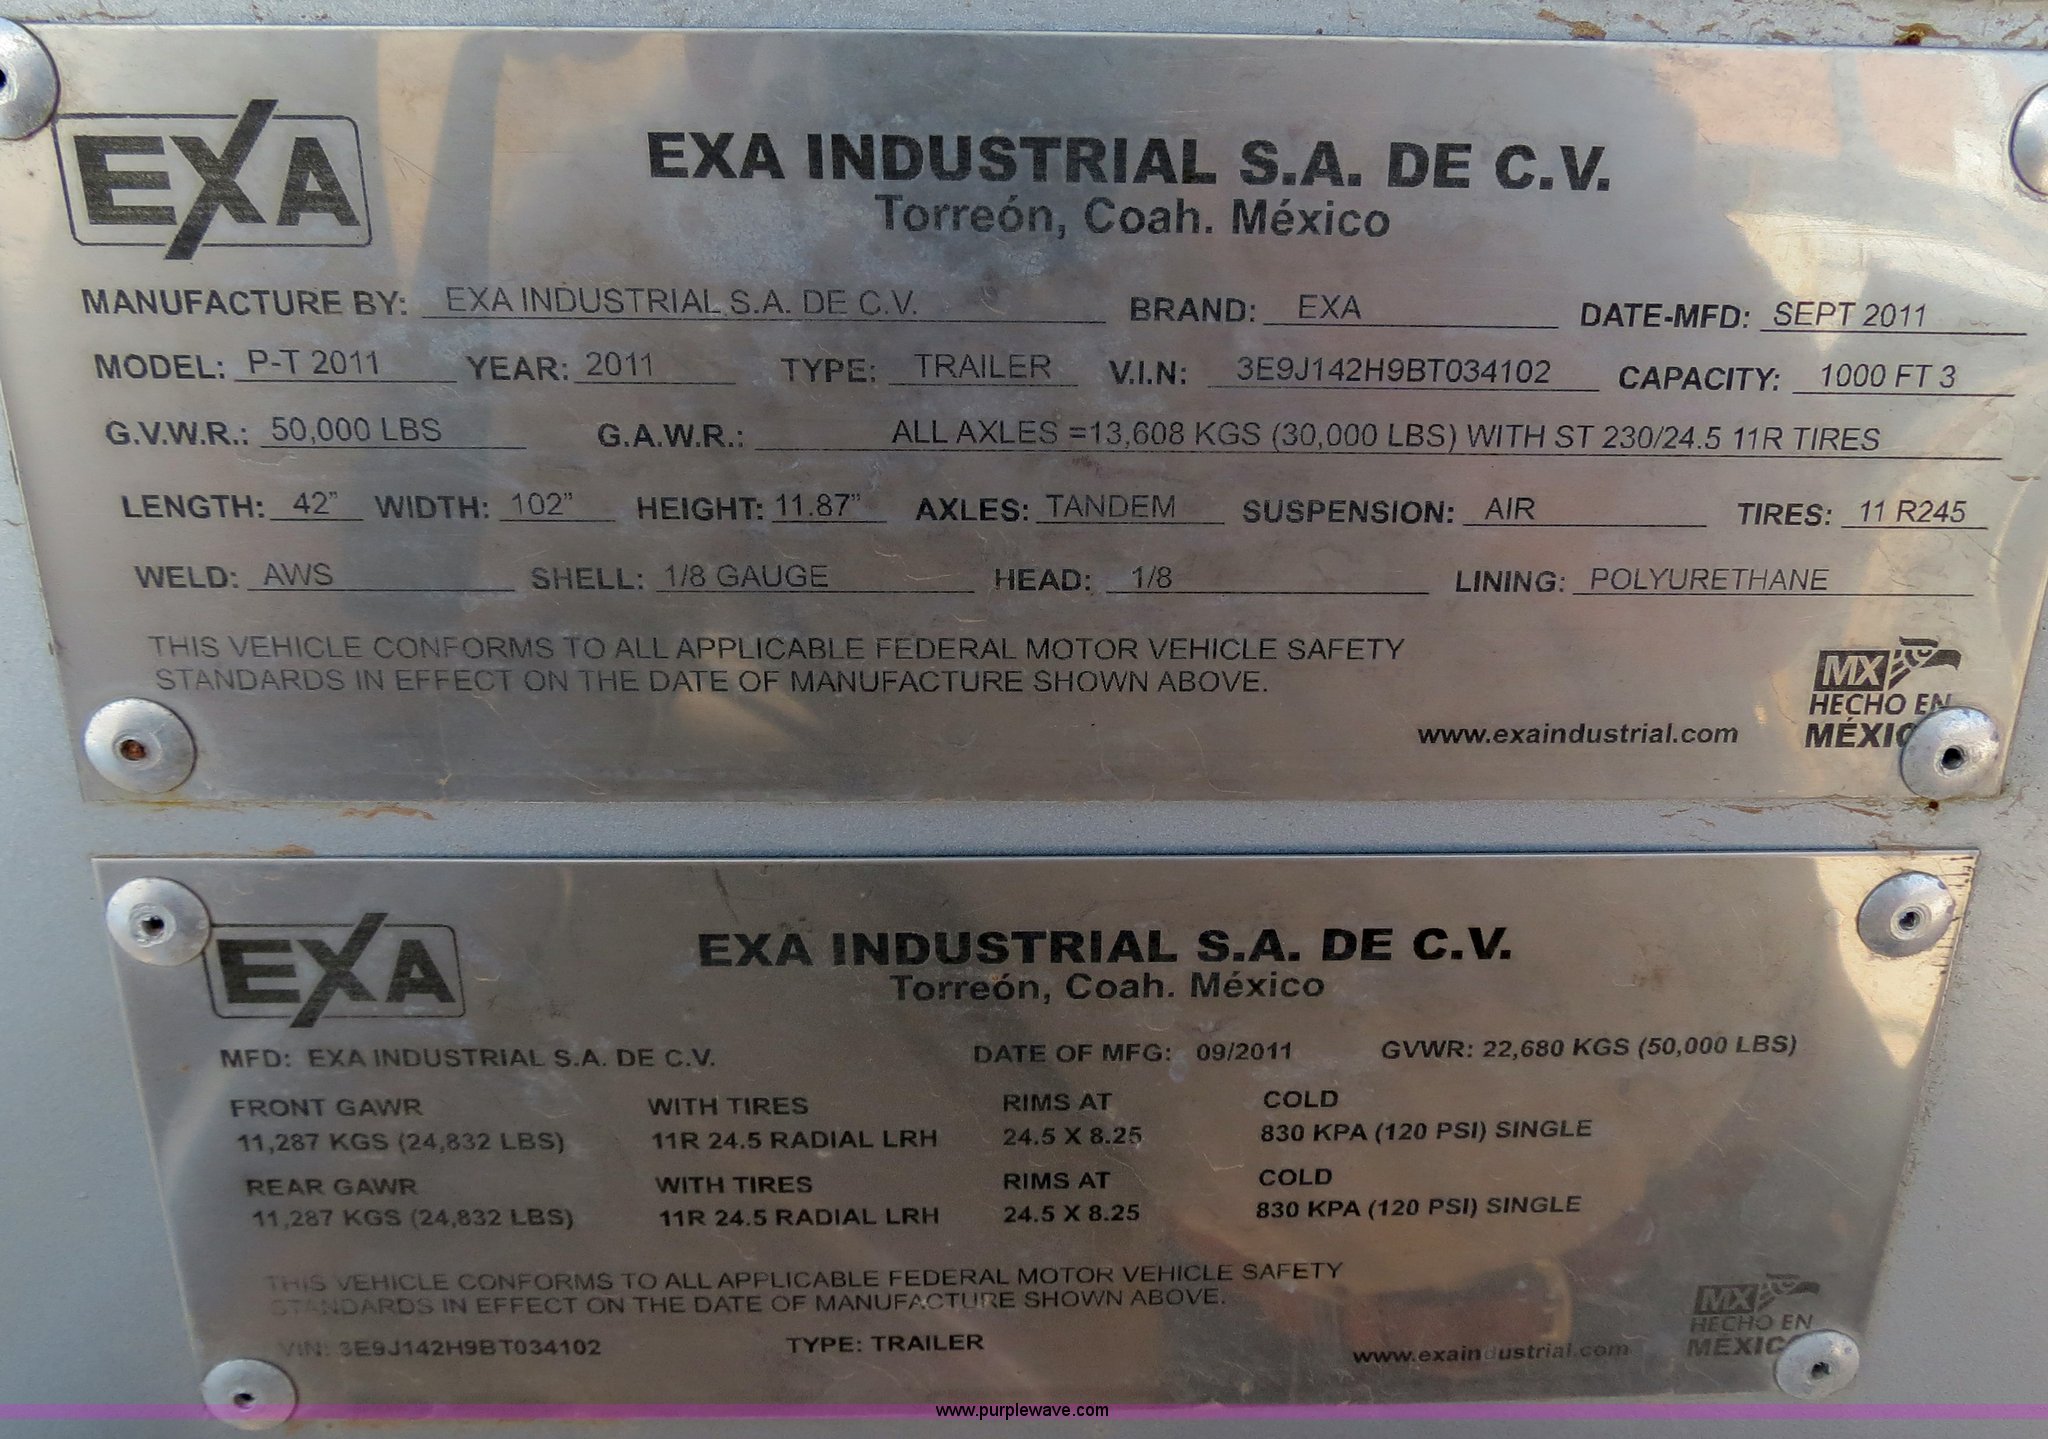 EXA
EXA INDUSTRIAL S.A. DE C.V.
Torreón, Coah. México
MANUFACTURE BY: EXA INDUSTRIAL S.A. DE C.V. BRAND: EXA DATE-MFD: SEPT 2011
MODEL: P-T 2011 YEAR: 2011 TYPE: TRAILER V.I.N: 3E9J142H9BT034102 CAPACITY: 1000 FT 3
G.V.W.R.: 50,000 LBS G.A.W.R.: ALL AXLES =13,608 KGS (30,000 LBS) WITH ST 230/24.5 11R TIRES
LENGTH: 42" WIDTH: 102" HEIGHT: 11.87" AXLES: TANDEM SUSPENSION: AIR TIRES: 11 R245
WELD: AWS SHELL: 1/8 GAUGE HEAD: 1/8 LINING: POLYURETHANE
THIS VEHICLE CONFORMS TO ALL APPLICABLE FEDERAL MOTOR VEHICLE SAFETY
STANDARDS IN EFFECT ON THE DATE OF MANUFACTURE SHOWN ABOVE.
www.exaindustrial.com
MX
HECHO EN
MÉXIC
EXA
EXA INDUSTRIAL S.A. DE C.V.
Torreón, Coah. México
MFD: EXA INDUSTRIAL S.A. DE C.V. DATE OF MFG: 09/2011 GVWR: 22,680 KGS (50,000 LBS)
FRONT GAWR WITH TIRES RIMS AT COLD
11,287 KGS (24,832 LBS) 11R 24.5 RADIAL LRH 24.5 X 8.25 830 KPA (120 PSI) SINGLE
REAR GAWR WITH TIRES RIMS AT COLD
11,287 KGS (24,832 LBS) 11R 24.5 RADIAL LRH 24.5 X 8.25 830 KPA (120 PSI) SINGLE
THIS VEHICLE CONFORMS TO ALL APPLICABLE FEDERAL MOTOR VEHICLE SAFETY
STANDARDS IN EFFECT ON THE DATE OF MANUFACTURE SHOWN ABOVE.
VIN: 3E9J142H9BT034102 TYPE: TRAILER
www.exaindustrial.com
MX
HECHO EN
MÉXIC
www.purplewave.com